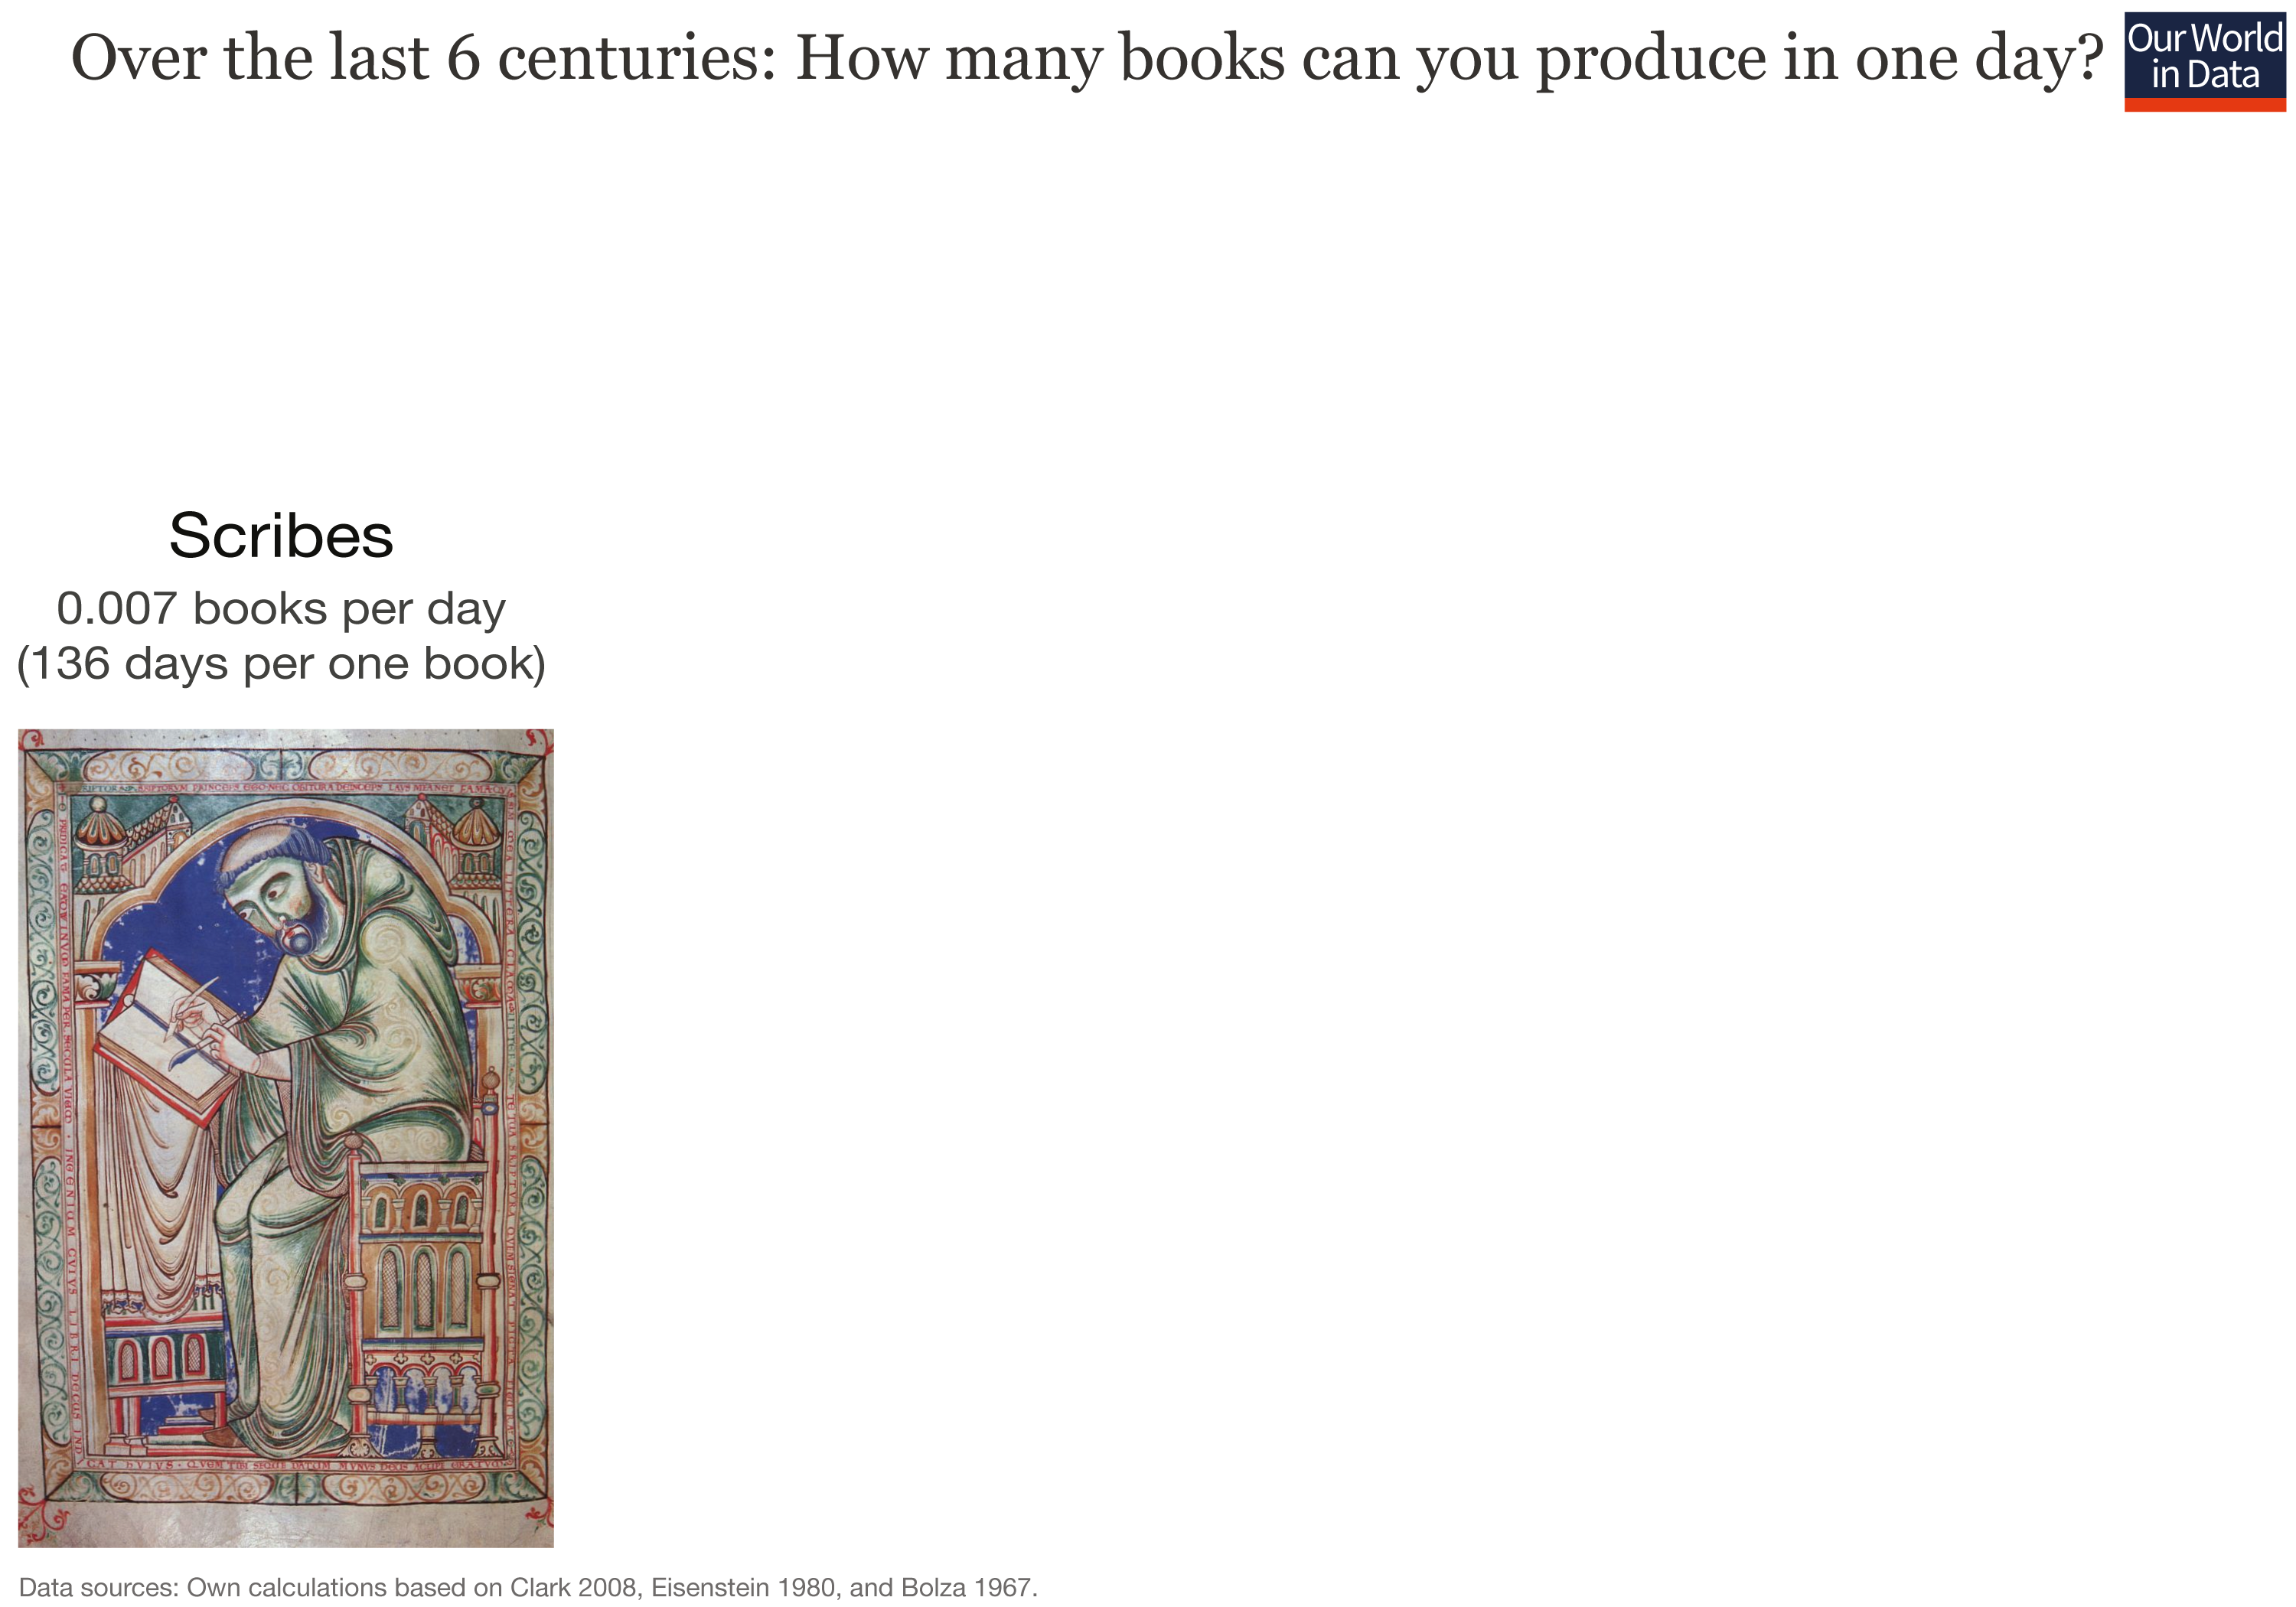 Over the last 6 centuries: How many books can you produce in one day?
Our World
in Data
Scribes
0.007 books per day
(136 days per one book)
Data sources: Own calculations based on Clark 2008, Eisenstein 1980, and Bolza 1967.